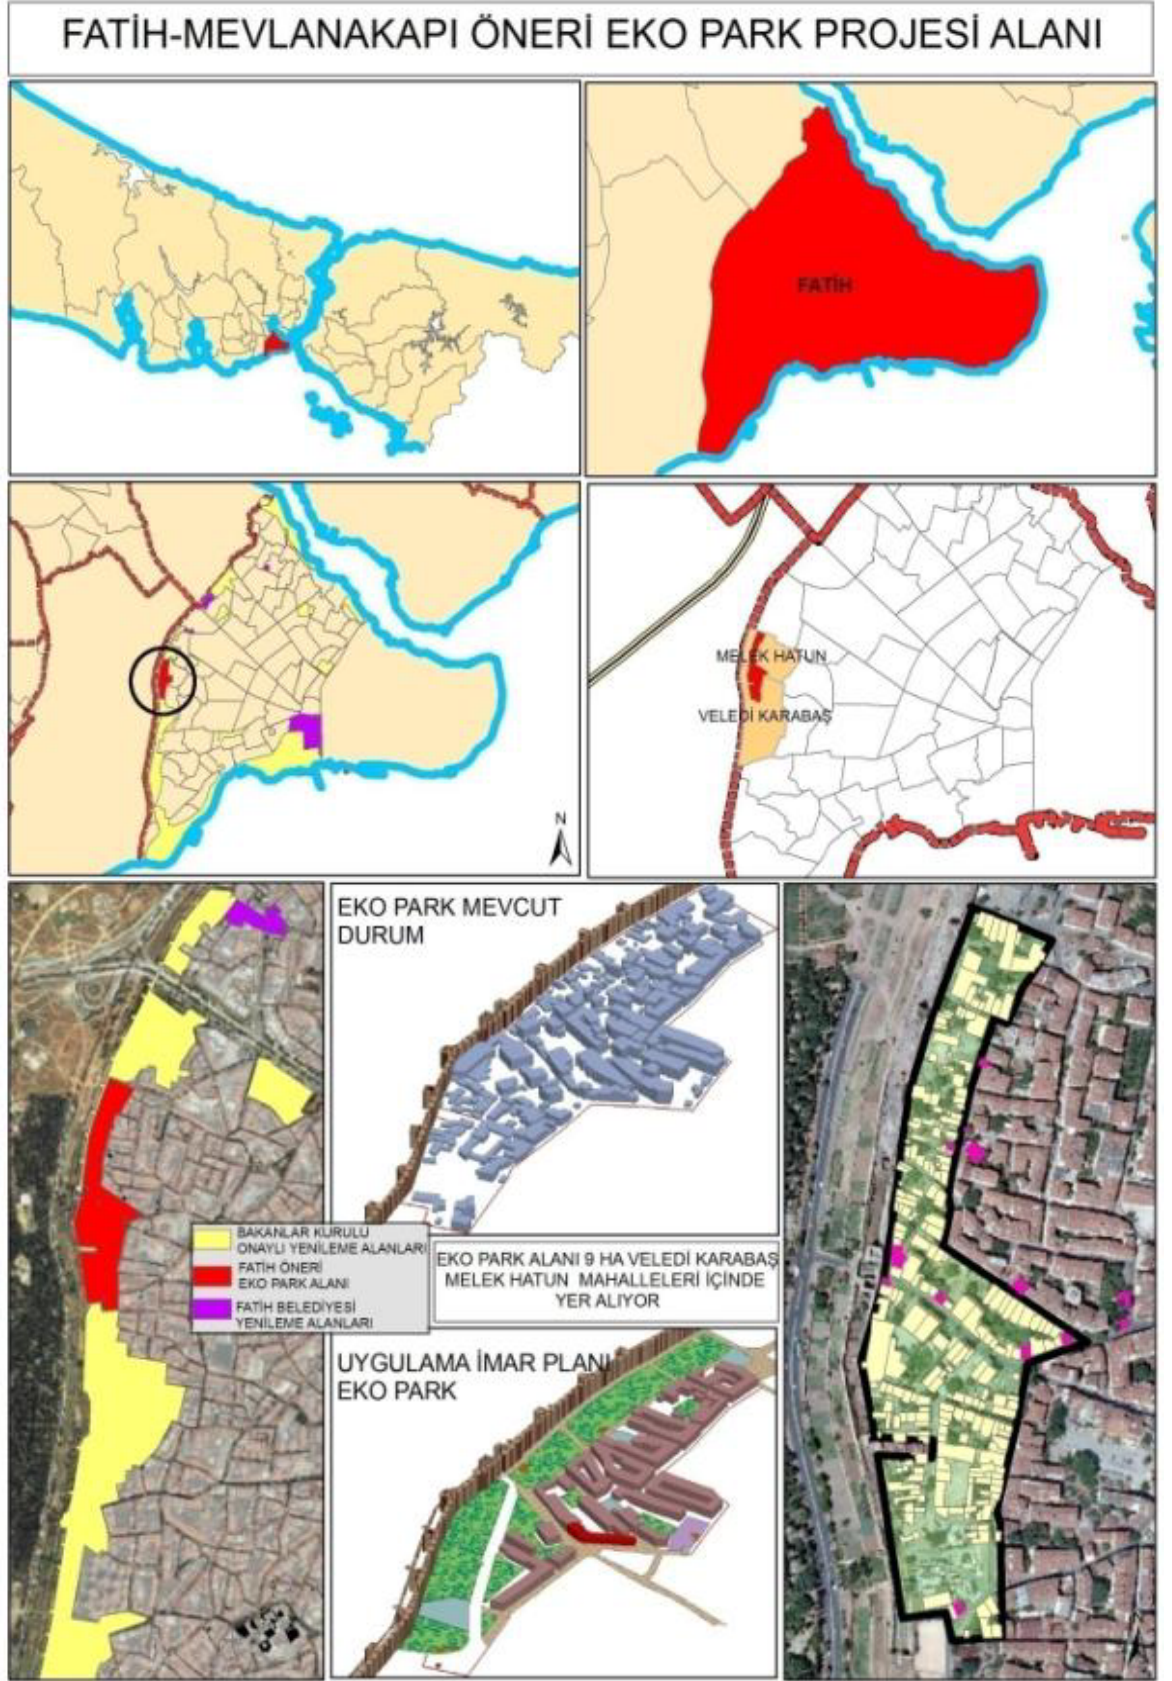 FATİH-MEVLANAKAPI ÖNERİ EKO PARK PROJESİ ALANI
FATİH
N
MELEK HATUN
VELEDİ KARABAŞ
EKO PARK MEVCUT
DURUM
BAKANLAR KURULU
ONAYLI YENİLEME ALANLARI
FATİH ÖNERİ
EKO PARK ALANI
FATİH BELEDİYESİ
YENİLEME ALANLARI
EKO PARK ALANI 9 HA VELEDİ KARABAŞ
MELEK HATUN MAHALLELERİ İÇİNDE
YER ALIYOR
UYGULAMA İMAR PLANI
EKO PARK